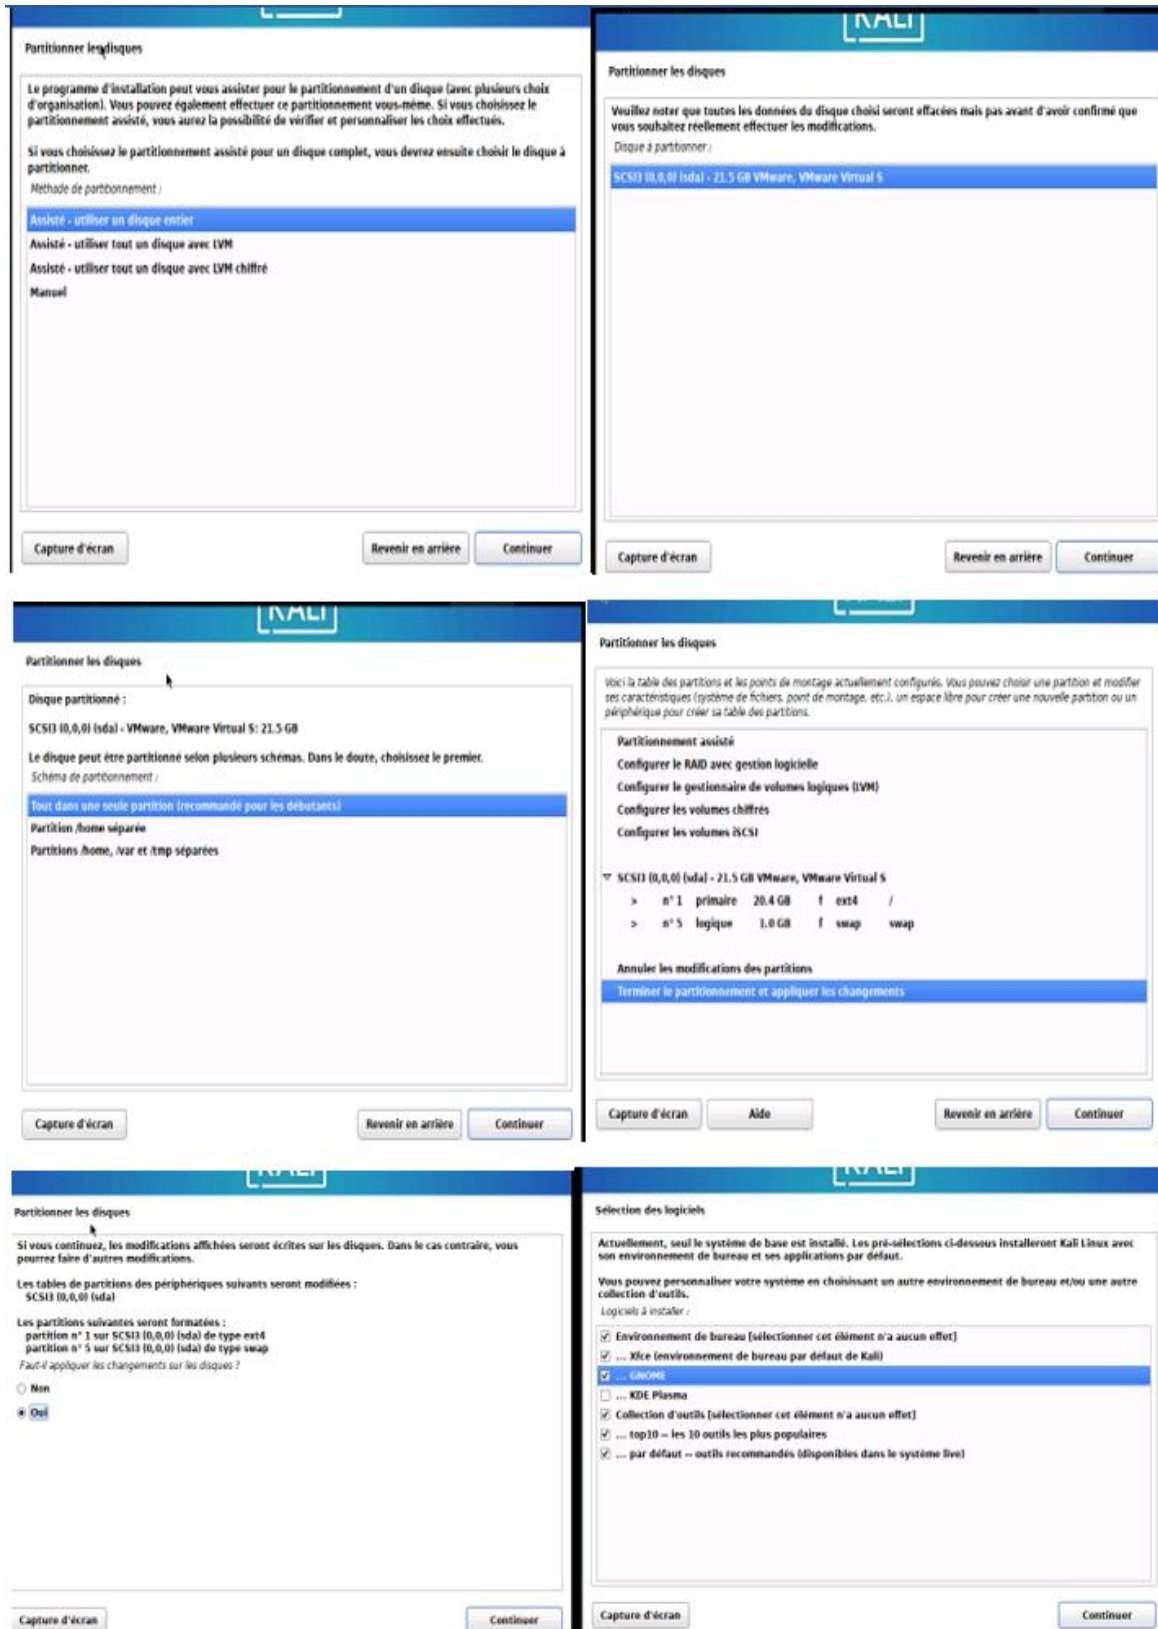 Partitionner les disques
Le programme d'installation peut vous assister pour le partitionnement d'un disque (avec plusieurs choix
d'organisation). Vous pouvez également effectuer ce partitionnement vous-même. Si vous choisissez le
partitionnement assisté, vous aurez la possibilité de vérifier et personnaliser les choix effectués.
Si vous choisissez le partitionnement assisté pour un disque complet, vous devrez ensuite choisir le disque à
partitionner.
Méthode de partitionnement :
Assisté - utiliser un disque entier
Assisté - utiliser tout un disque avec LVM
Assisté - utiliser tout un disque avec LVM chiffré
Manuel
Capture d'écran
Revenir en arrière
Continuer
KALI
Partitionner les disques
Veuillez noter que toutes les données du disque choisi seront effacées mais pas avant d'avoir confirmé que
vous souhaitez réellement effectuer les modifications.
Disque à partitionner :
SCSI3 (0,0,0) (sda) - 21.5 GB VMware, VMware Virtual S
Capture d'écran
Revenir en arrière
Continuer
KALI
Partitionner les disques
Disque partitionné :
SCSI3 (0,0,0) (sda) - VMware, VMware Virtual S: 21.5 GB
Le disque peut être partitionné selon plusieurs schémas. Dans le doute, choisissez le premier.
Schéma de partitionnement :
Tout dans une seule partition (recommandé pour les débutants)
Partition /home séparée
Partitions /home, /var et /tmp séparées
Capture d'écran
Revenir en arrière
Continuer
Partitionner les disques
Voici la table des partitions et les points de montage actuellement configurés. Vous pouvez choisir une partition et modifier
ses caractéristiques (système de fichiers, point de montage, etc.), un espace libre pour créer une nouvelle partition ou un
périphérique pour créer sa table des partitions.
Partitionnement assisté
Configurer le RAID avec gestion logicielle
Configurer le gestionnaire de volumes logiques (LVM)
Configurer les volumes chiffrés
Configurer les volumes iSCSI
SCSI3 (0,0,0) (sda) - 21.5 GB VMware, VMware Virtual S
> n° 1 primaire 20.4 GB f ext4 /
> n° 5 logique 1.0 GB f swap swap
Annuler les modifications des partitions
Terminer le partitionnement et appliquer les changements
Capture d'écran
Aide
Revenir en arrière
Continuer
KALI
Partitionner les disques
Si vous continuez, les modifications affichées seront écrites sur les disques. Dans le cas contraire, vous
pourrez faire d'autres modifications.
Les tables de partitions des périphériques suivants seront modifiées :
SCSI3 (0,0,0) (sda)
Les partitions suivantes seront formatées :
partition n° 1 sur SCSI3 (0,0,0) (sda) de type ext4
partition n° 5 sur SCSI3 (0,0,0) (sda) de type swap
Faut-il appliquer les changements sur les disques ?
Non
Oui
Capture d'écran
Continuer
KALI
Sélection des logiciels
Actuellement, seul le système de base est installé. Les pré-sélections ci-dessous installeront Kali Linux avec
son environnement de bureau et ses applications par défaut.
Vous pouvez personnaliser votre système en choisissant un autre environnement de bureau et/ou une autre
collection d'outils.
Logiciels à installer :
Environnement de bureau [sélectionner cet élément n'a aucun effet]
... Xfce (environnement de bureau par défaut de Kali)
... GNOME
... KDE Plasma
Collection d'outils [sélectionner cet élément n'a aucun effet]
... top10 -- les 10 outils les plus populaires
... par défaut -- outils recommandés (disponibles dans le système live)
Capture d'écran
Continuer